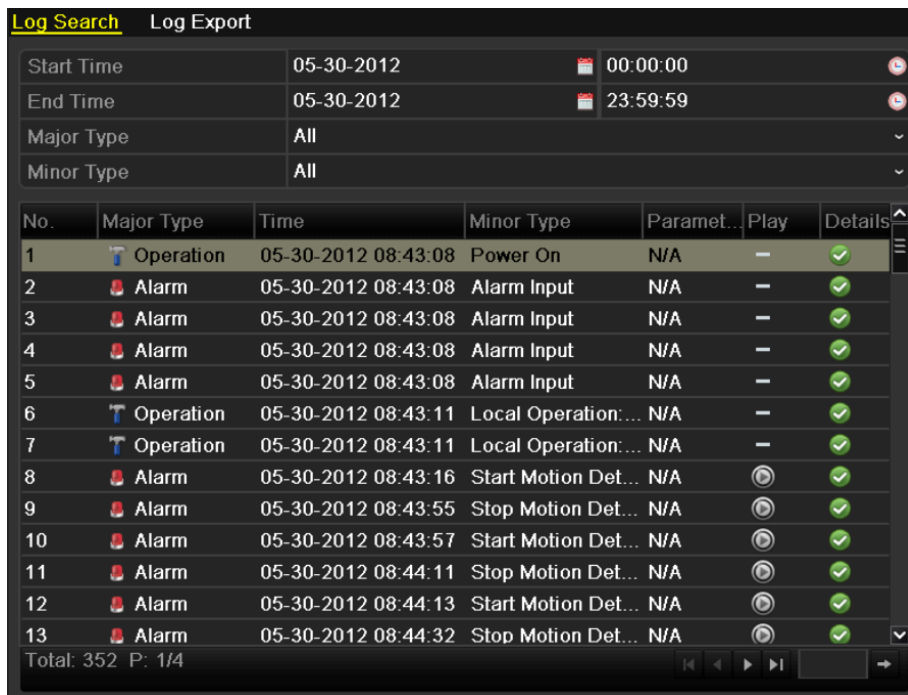 Log Search Log Export
Start Time 05-30-2012 00:00:00
End Time 05-30-2012 23:59:59
Major Type All
Minor Type All
No. Major Type Time Minor Type Paramet... Play Details
1 Operation 05-30-2012 08:43:08 Power On N/A –
2 Alarm 05-30-2012 08:43:08 Alarm Input N/A –
3 Alarm 05-30-2012 08:43:08 Alarm Input N/A –
4 Alarm 05-30-2012 08:43:08 Alarm Input N/A –
5 Alarm 05-30-2012 08:43:08 Alarm Input N/A –
6 Operation 05-30-2012 08:43:11 Local Operation:... N/A –
7 Operation 05-30-2012 08:43:11 Local Operation:... N/A –
8 Alarm 05-30-2012 08:43:16 Start Motion Det... N/A
9 Alarm 05-30-2012 08:43:55 Stop Motion Det... N/A
10 Alarm 05-30-2012 08:43:57 Start Motion Det... N/A
11 Alarm 05-30-2012 08:44:11 Stop Motion Det... N/A
12 Alarm 05-30-2012 08:44:13 Start Motion Det... N/A
13 Alarm 05-30-2012 08:44:32 Stop Motion Det... N/A
Total: 352 P: 1/4